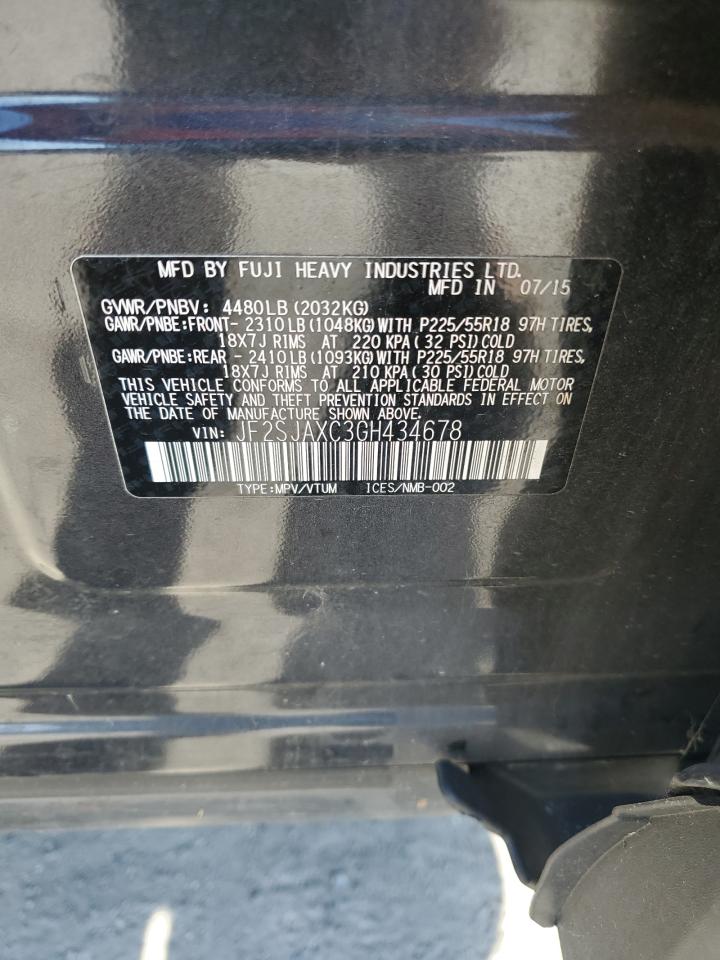 MFD BY FUJI HEAVY INDUSTRIES LTD.
MFD IN 07/15
GVWR/PNBV: 4480LB (2032KG)
GAWR/PNBE:FRONT- 2310LB (1048KG) WITH P225/55R18 97H TIRES,
18X7J RIMS AT 220 KPA (32 PSI) COLD
GAWR/PNBE:REAR - 2410LB (1093KG) WITH P225/55R18 97H TIRES,
18X7J RIMS AT 210 KPA (30 PSI) COLD
THIS VEHICLE CONFORMS TO ALL APPLICABLE FEDERAL MOTOR
VEHICLE SAFETY AND THEFT PREVENTION STANDARDS IN EFFECT
ON THE DATE OF MANUFACTURE SHOWN ABOVE.
VIN: JF2SJAXC3GH434678
TYPE:MPV/VTUM ICES/NMB-002